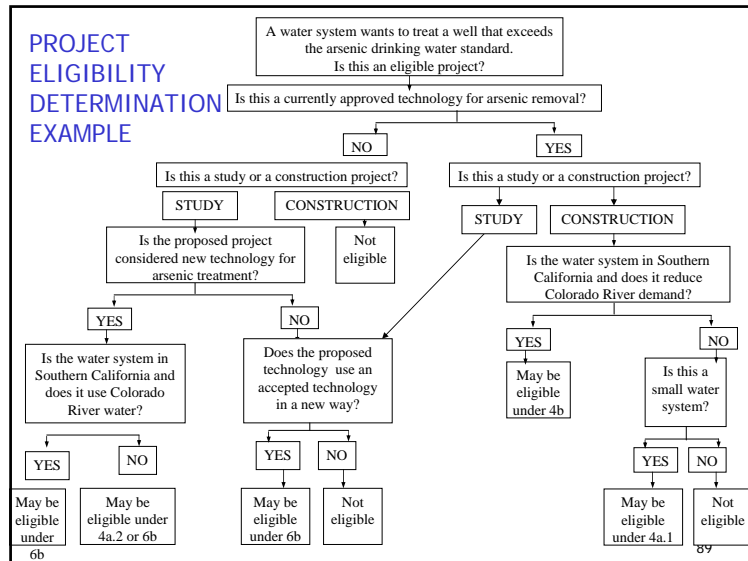 PROJECT
ELIGIBILITY
DETERMINATION
EXAMPLE
A water system wants to treat a well that exceeds
the arsenic drinking water standard.
Is this an eligible project?
Is this a currently approved technology for arsenic removal?
NO
YES
Is this a study or a construction project?
Is this a study or a construction project?
STUDY
CONSTRUCTION
STUDY
CONSTRUCTION
Is the proposed project
considered new technology for
arsenic treatment?
Not
eligible
Is the water system in Southern
California and does it reduce
Colorado River demand?
YES
NO
YES
NO
Is the water system in
Southern California and
does it use Colorado
River water?
Does the proposed
technology use an
accepted technology
in a new way?
May be
eligible
under 4b
Is this a
small water
system?
YES
NO
YES
NO
YES
NO
May be
eligible
under
6b
May be
eligible under
4a.2 or 6b
May be
eligible
under 6b
Not
eligible
May be
eligible
under 4a.1
Not
eligible
89